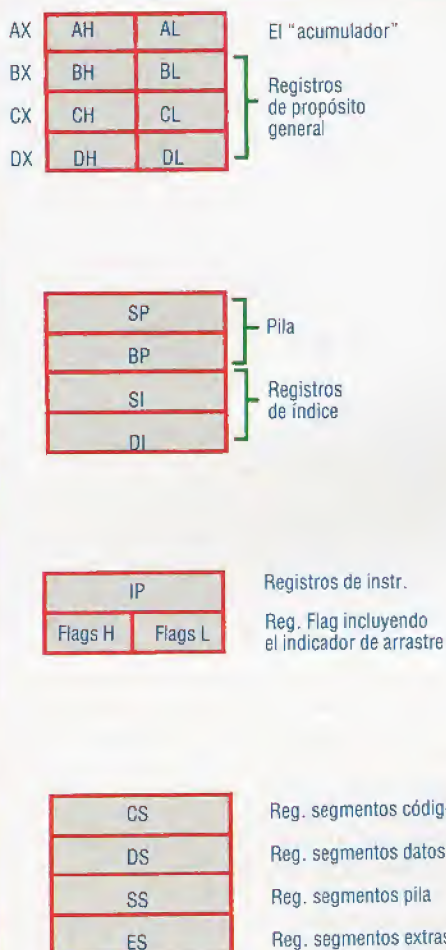 AX AH AL El "acumulador"
BX BH BL
CX CH CL
DX DH DL
Registros
de propósito
general
SP
BP
Pila
SI
DI
Registros
de índice
IP Registros de instr.
Flags H Flags L Reg. Flag incluyendo
el indicador de arrastre
CS Reg. segmentos códig
DS Reg. segmentos datos
SS Reg. segmentos pila
ES Reg. segmentos extras